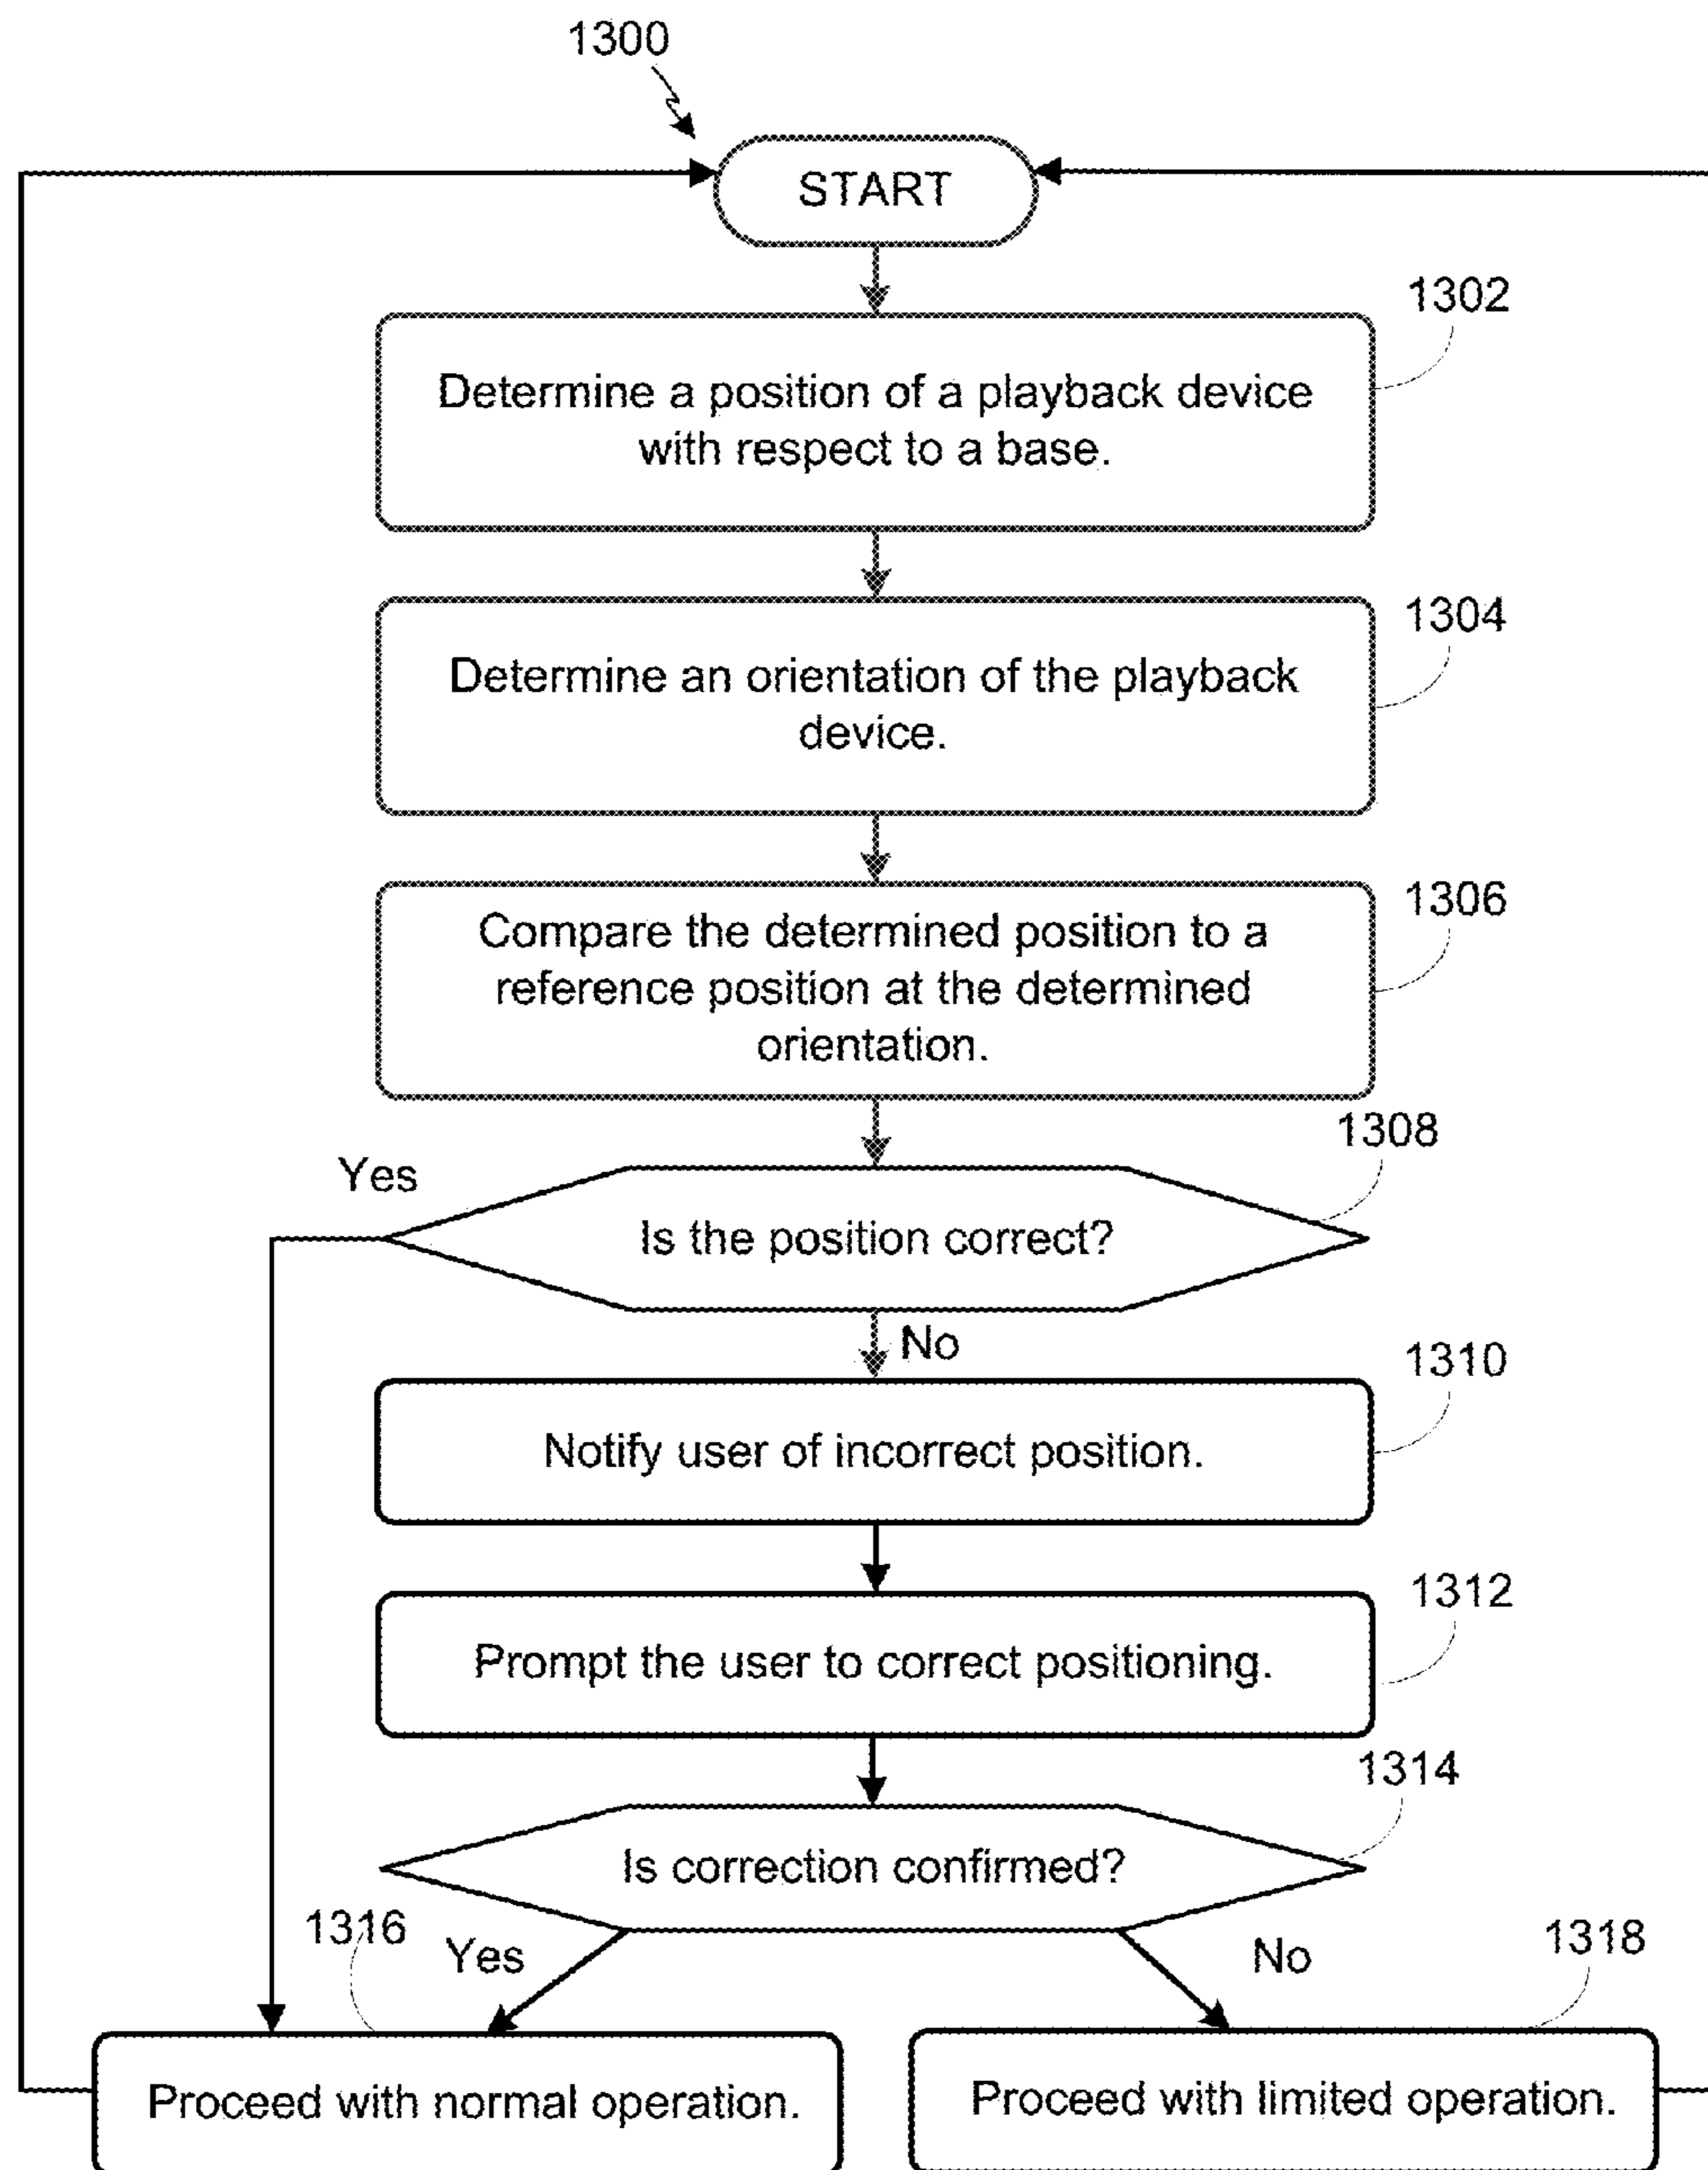 1300
START
1302
Determine a position of a playback device
with respect to a base.
1304
Determine an orientation of the playback
device.
1306
Compare the determined position to a
reference position at the determined
orientation.
1308
Yes
Is the position correct?
No
1310
Notify user of incorrect position.
1312
Prompt the user to correct positioning.
1314
Is correction confirmed?
1316
Yes
No
1318
Proceed with normal operation.
Proceed with limited operation.